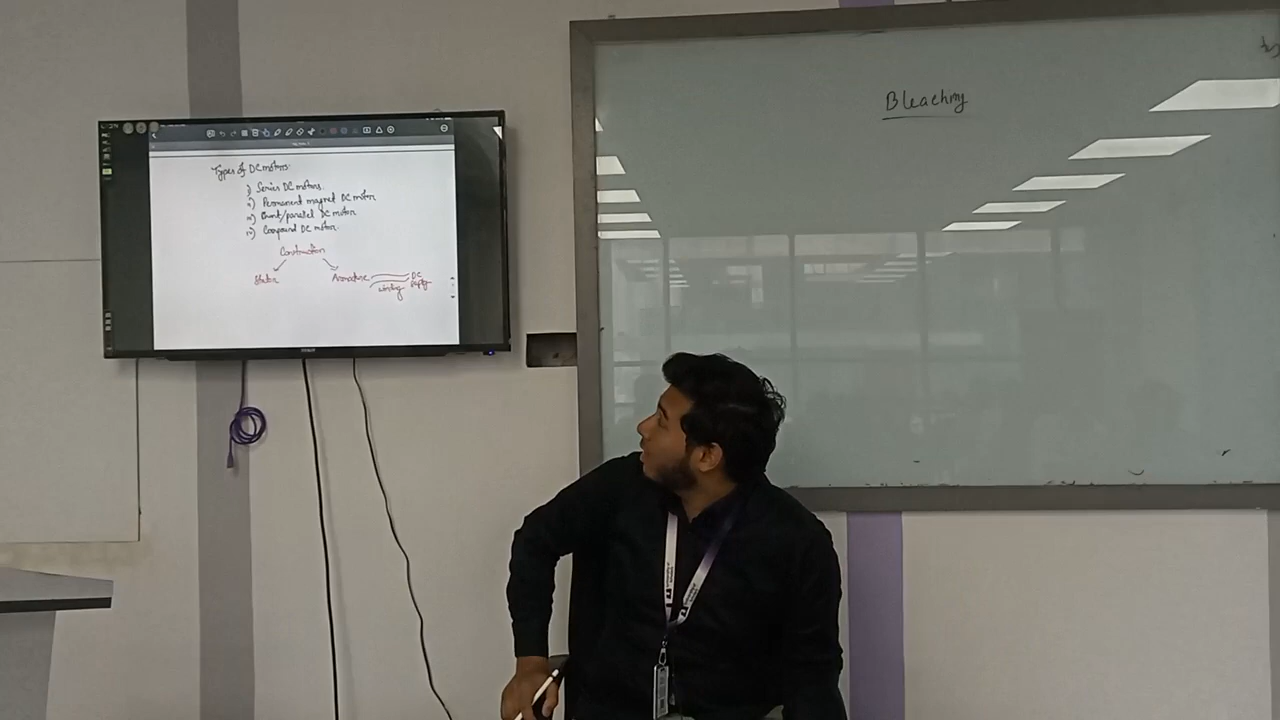 Types of DC motors:
i) Series DC motors.
ii) Permanent magnet DC motor
iii) Shunt/parallel DC motor
iv) Compound DC motor.
Construction
Stator Armature DC
supply
Bleaching